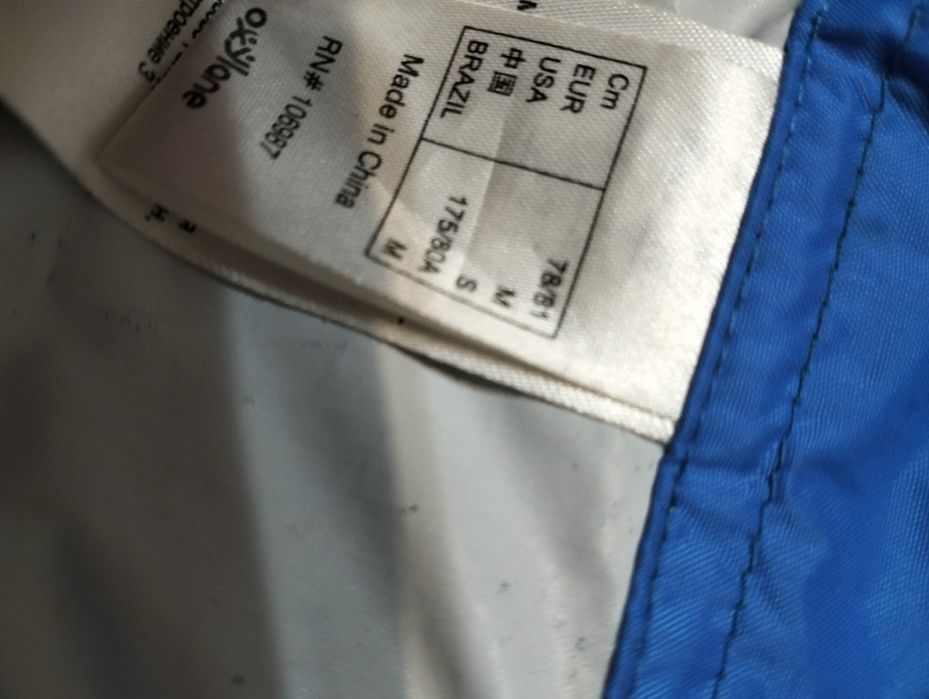 Cm 78/81
EUR M
USA S
中国 175/80A
BRAZIL M
Made in China
RN# 106987
oxylane